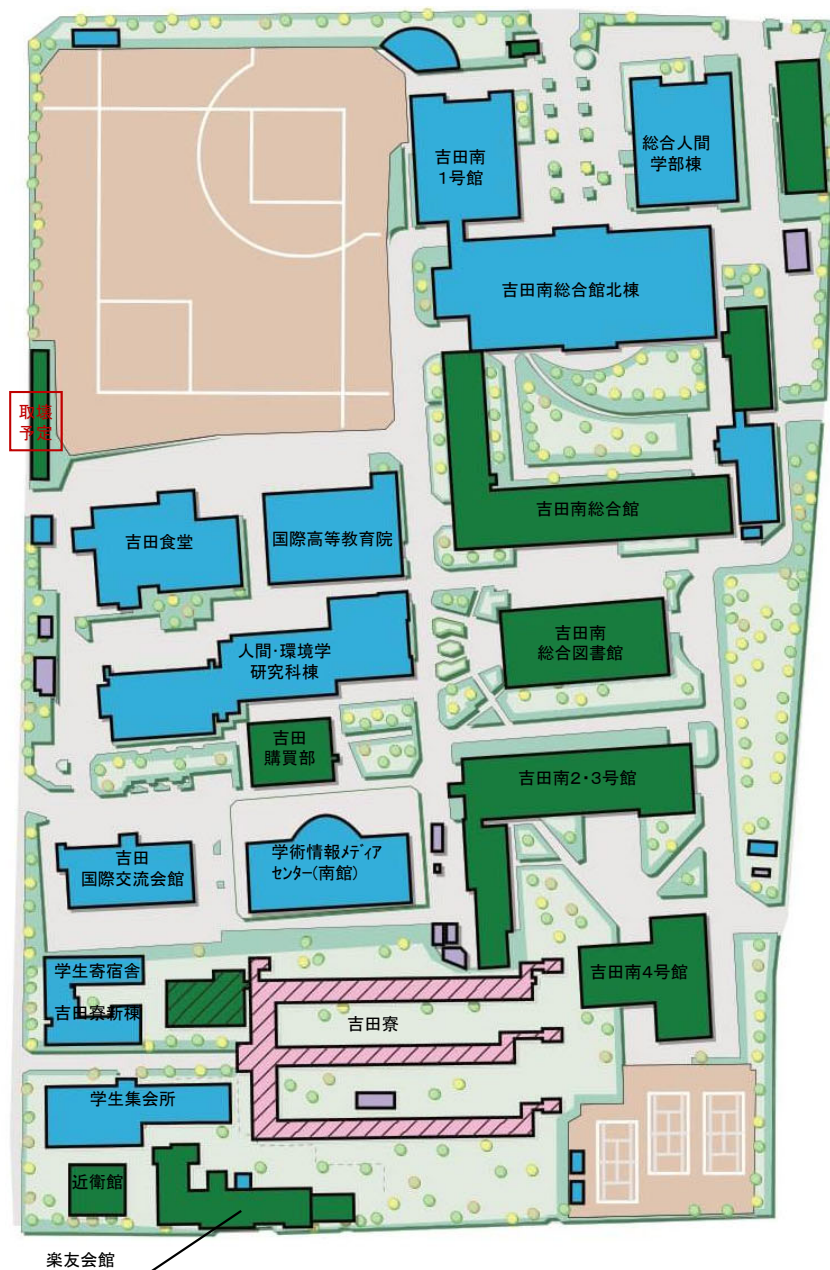 吉田南
1号館
総合人間
学部棟
吉田南総合館北棟
取壊
予定
吉田南総合館
吉田食堂
国際高等教育院
吉田南
総合図書館
人間・環境学
研究科棟
吉田
購買部
吉田南2・3号館
吉田
国際交流会館
学術情報メディア
センター(南館)
学生寄宿舎
吉田寮新棟
吉田寮
吉田南4号館
学生集会所
近衛館
楽友会館